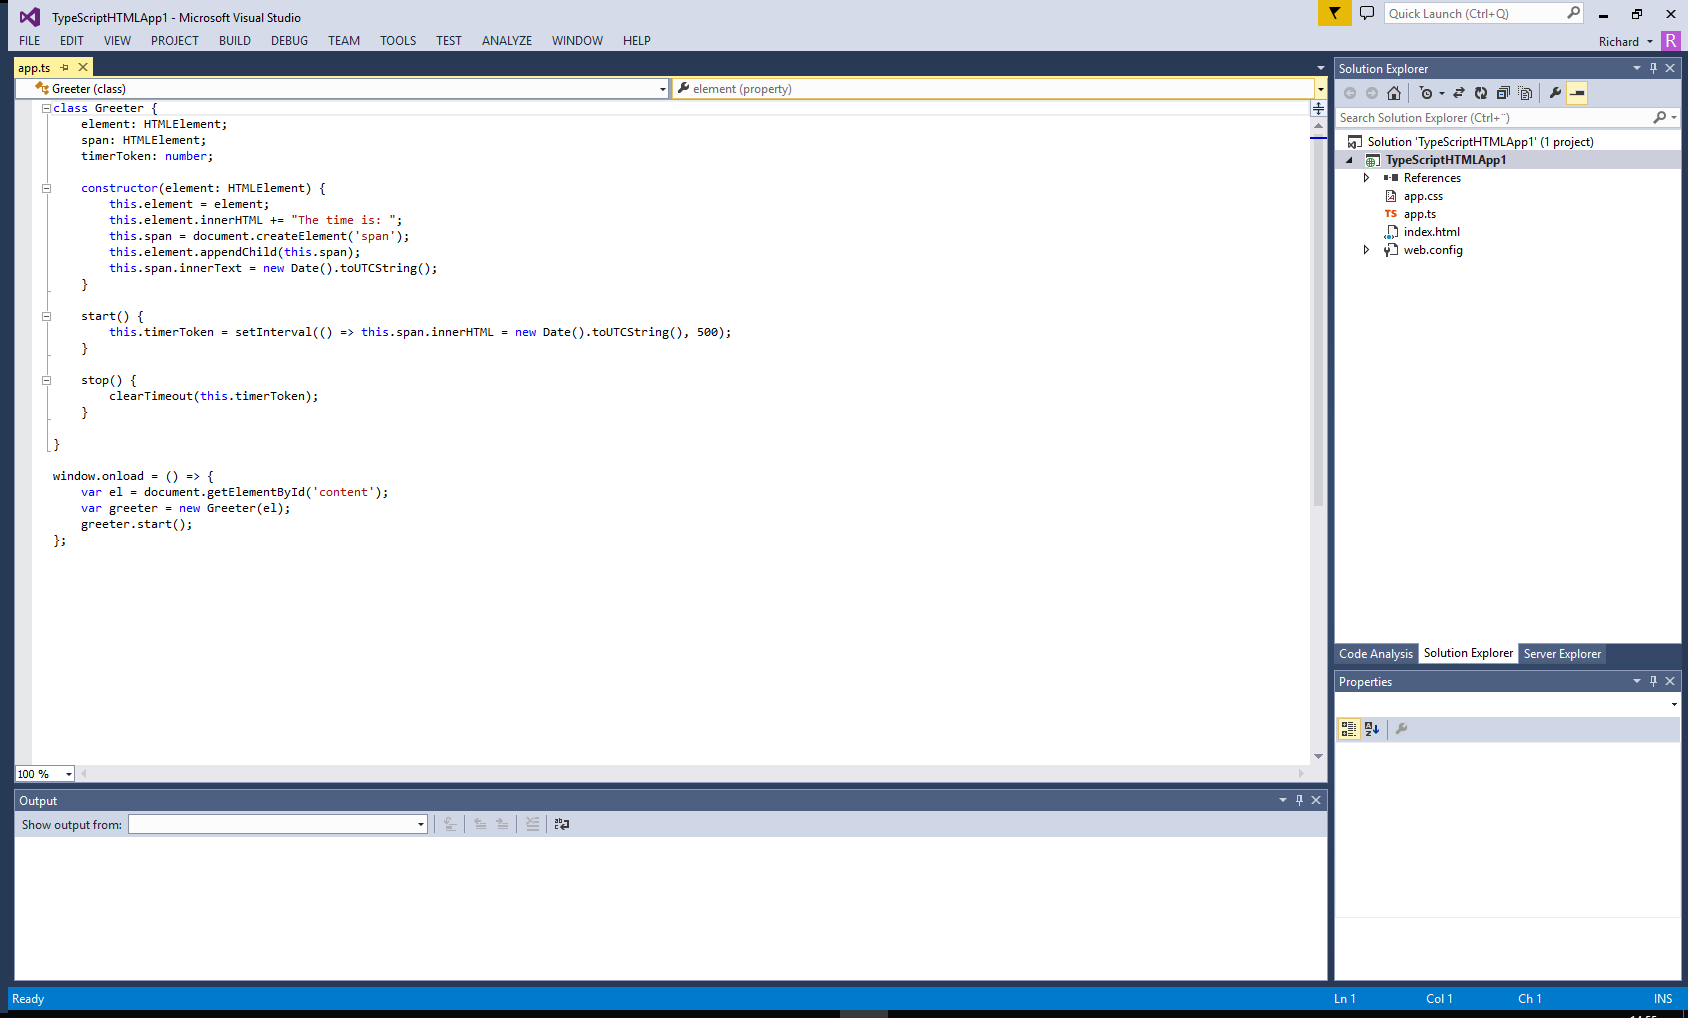 TypeScriptHTMLApp1 - Microsoft Visual Studio
Quick Launch (Ctrl+Q)
FILE EDIT VIEW PROJECT BUILD DEBUG TEAM TOOLS TEST ANALYZE WINDOW HELP
Richard R
app.ts
Greeter (class)
element (property)
class Greeter {
element: HTMLElement;
span: HTMLElement;
timerToken: number;
constructor(element: HTMLElement) {
this.element = element;
this.element.innerHTML += "The time is: ";
this.span = document.createElement('span');
this.element.appendChild(this.span);
this.span.innerText = new Date().toUTCString();
}
start() {
this.timerToken = setInterval(() => this.span.innerHTML = new Date().toUTCString(), 500);
}
stop() {
clearTimeout(this.timerToken);
}
}
window.onload = () => {
var el = document.getElementById('content');
var greeter = new Greeter(el);
greeter.start();
};
100 %
Output
Show output from:
Solution Explorer
Search Solution Explorer (Ctrl+¨)
Solution 'TypeScriptHTMLApp1' (1 project)
TypeScriptHTMLApp1
References
app.css
TS app.ts
index.html
web.config
Code Analysis Solution Explorer Server Explorer
Properties
Ready
Ln 1 Col 1 Ch 1 INS